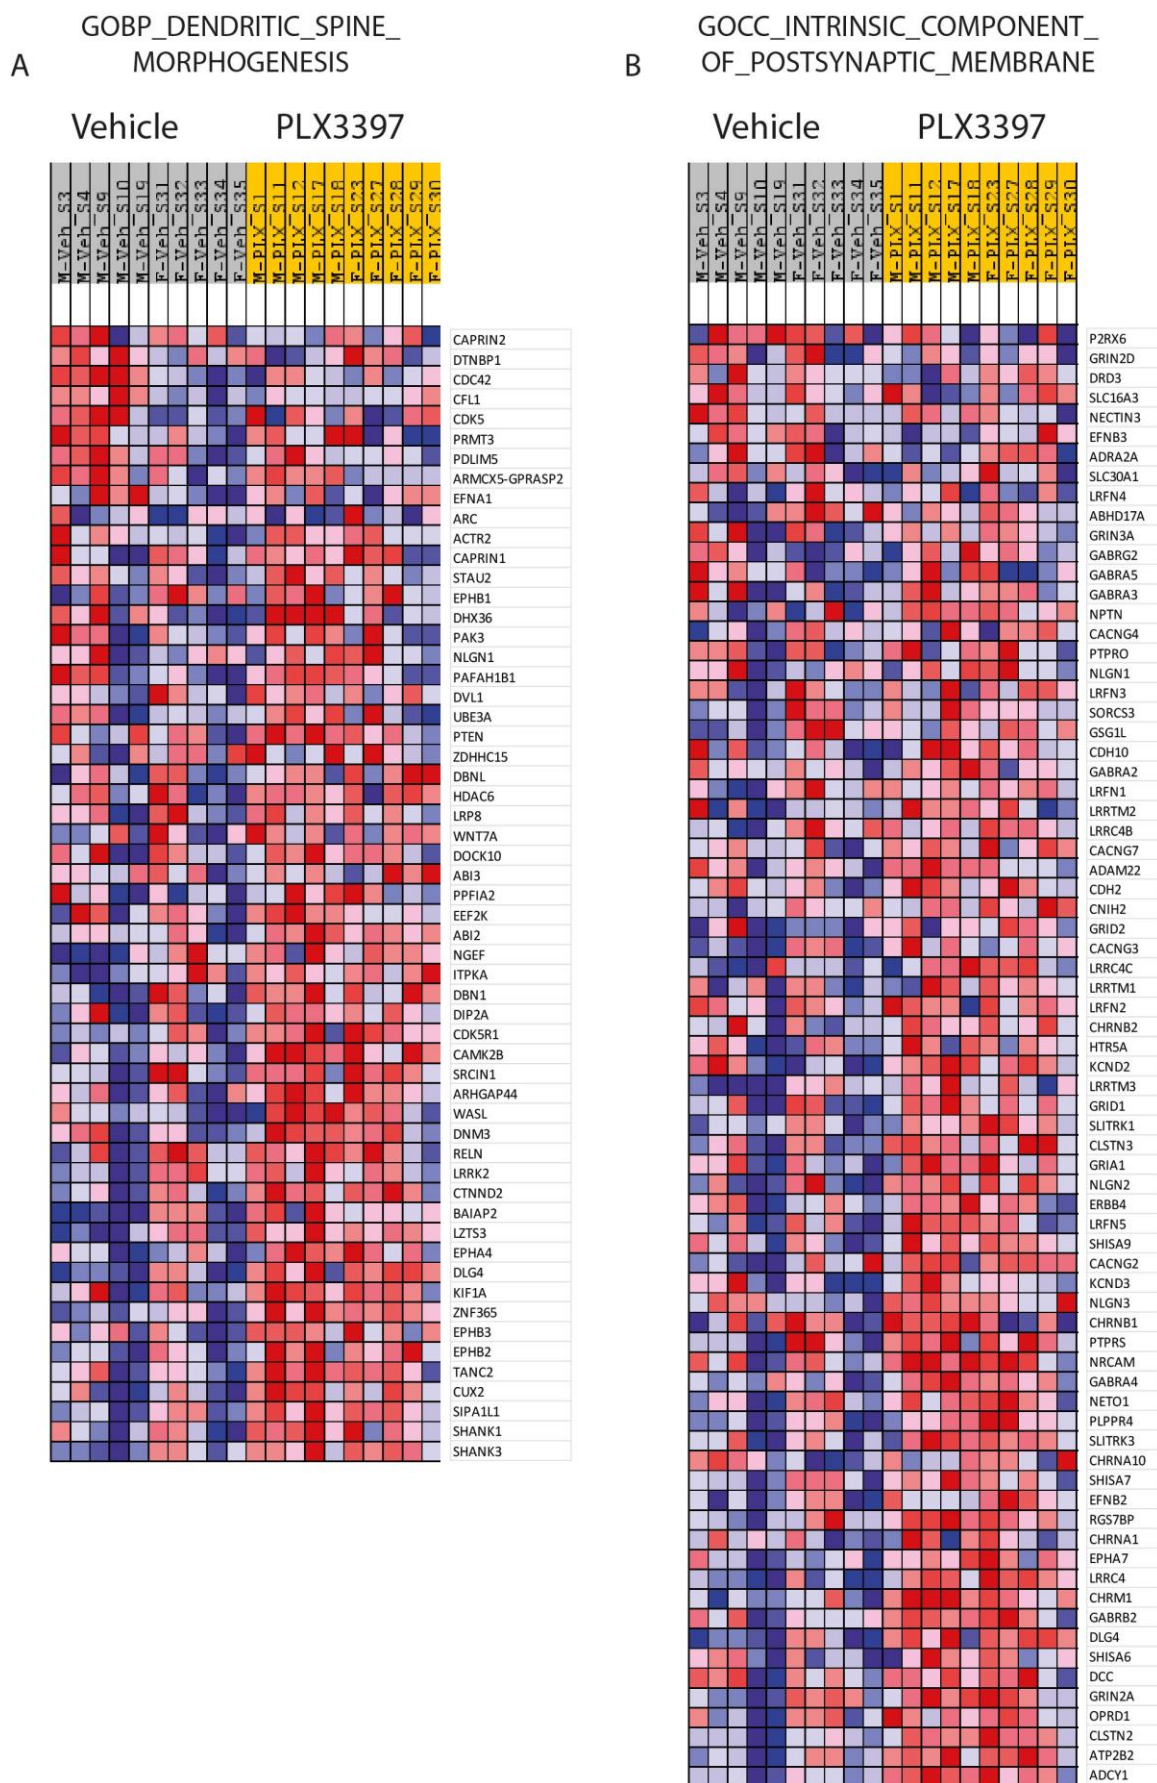 GOBP_DENDRITIC_SPINE_
MORPHOGENESIS
A
Vehicle PLX3397
M-Veh_S3
M-Veh_S4
M-Veh_S9
M-Veh_S10
M-Veh_S19
F-Veh_S31
F-Veh_S32
F-Veh_S33
F-Veh_S34
F-Veh_S35
M-PLX_S1
M-PLX_S11
M-PLX_S12
M-PLX_S17
M-PLX_S18
F-PLX_S23
F-PLX_S27
F-PLX_S28
F-PLX_S29
F-PLX_S30
CAPRIN2
DTNBP1
CDC42
CFL1
CDK5
PRMT3
PDLIM5
ARMCX5-GPRASP2
EFNA1
ARC
ACTR2
CAPRIN1
STAU2
EPHB1
DHX36
PAK3
NLGN1
PAFAH1B1
DVL1
UBE3A
PTEN
ZDHHC15
DBNL
HDAC6
LRP8
WNT7A
DOCK10
ABI3
PPFIA2
EEF2K
ABI2
NGEF
ITPKA
DBN1
DIP2A
CDK5R1
CAMK2B
SRCIN1
ARHGAP44
WASL
DNM3
RELN
LRRK2
CTNND2
BAIAP2
LZTS3
EPHA4
DLG4
KIF1A
ZNF365
EPHB3
EPHB2
TANC2
CUX2
SIPA1L1
SHANK1
SHANK3
GOCC_INTRINSIC_COMPONENT_
OF_POSTSYNAPTIC_MEMBRANE
B
Vehicle PLX3397
M-Veh_S3
M-Veh_S4
M-Veh_S9
M-Veh_S10
M-Veh_S19
F-Veh_S31
F-Veh_S32
F-Veh_S33
F-Veh_S34
F-Veh_S35
M-PLX_S1
M-PLX_S11
M-PLX_S12
M-PLX_S17
M-PLX_S18
F-PLX_S23
F-PLX_S27
F-PLX_S28
F-PLX_S29
F-PLX_S30
P2RX6
GRIN2D
DRD3
SLC16A3
NECTIN3
EFNB3
ADRA2A
SLC30A1
LRFN4
ABHD17A
GRIN3A
GABRG2
GABRA5
GABRA3
NPTN
CACNG4
PTPRO
NLGN1
LRFN3
SORCS3
GSG1L
CDH10
GABRA2
LRFN1
LRRTM2
LRRC4B
CACNG7
ADAM22
CDH2
CNIH2
GRID2
CACNG3
LRRC4C
LRRTM1
LRFN2
CHRNB2
HTR5A
KCND2
LRRTM3
GRID1
SLITRK1
CLSTN3
GRIA1
NLGN2
ERBB4
LRFN5
SHISA9
CACNG2
KCND3
NLGN3
CHRNB1
PTPRS
NRCAM
GABRA4
NETO1
PLPPR4
SLITRK3
CHRNA10
SHISA7
EFNB2
RGS7BP
CHRNA1
EPHA7
LRRC4
CHRM1
GABRB2
DLG4
SHISA6
DCC
GRIN2A
OPRD1
CLSTN2
ATP2B2
ADCY1